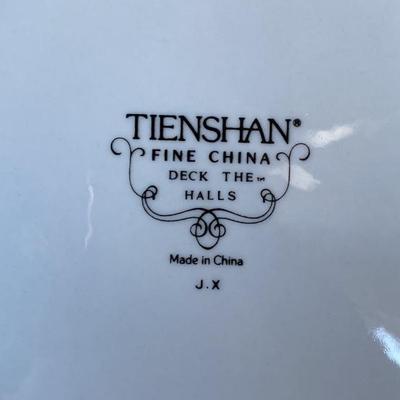 TIENSHAN®
FINE CHINA
DECK THE™
HALLS
Made in China
J.X